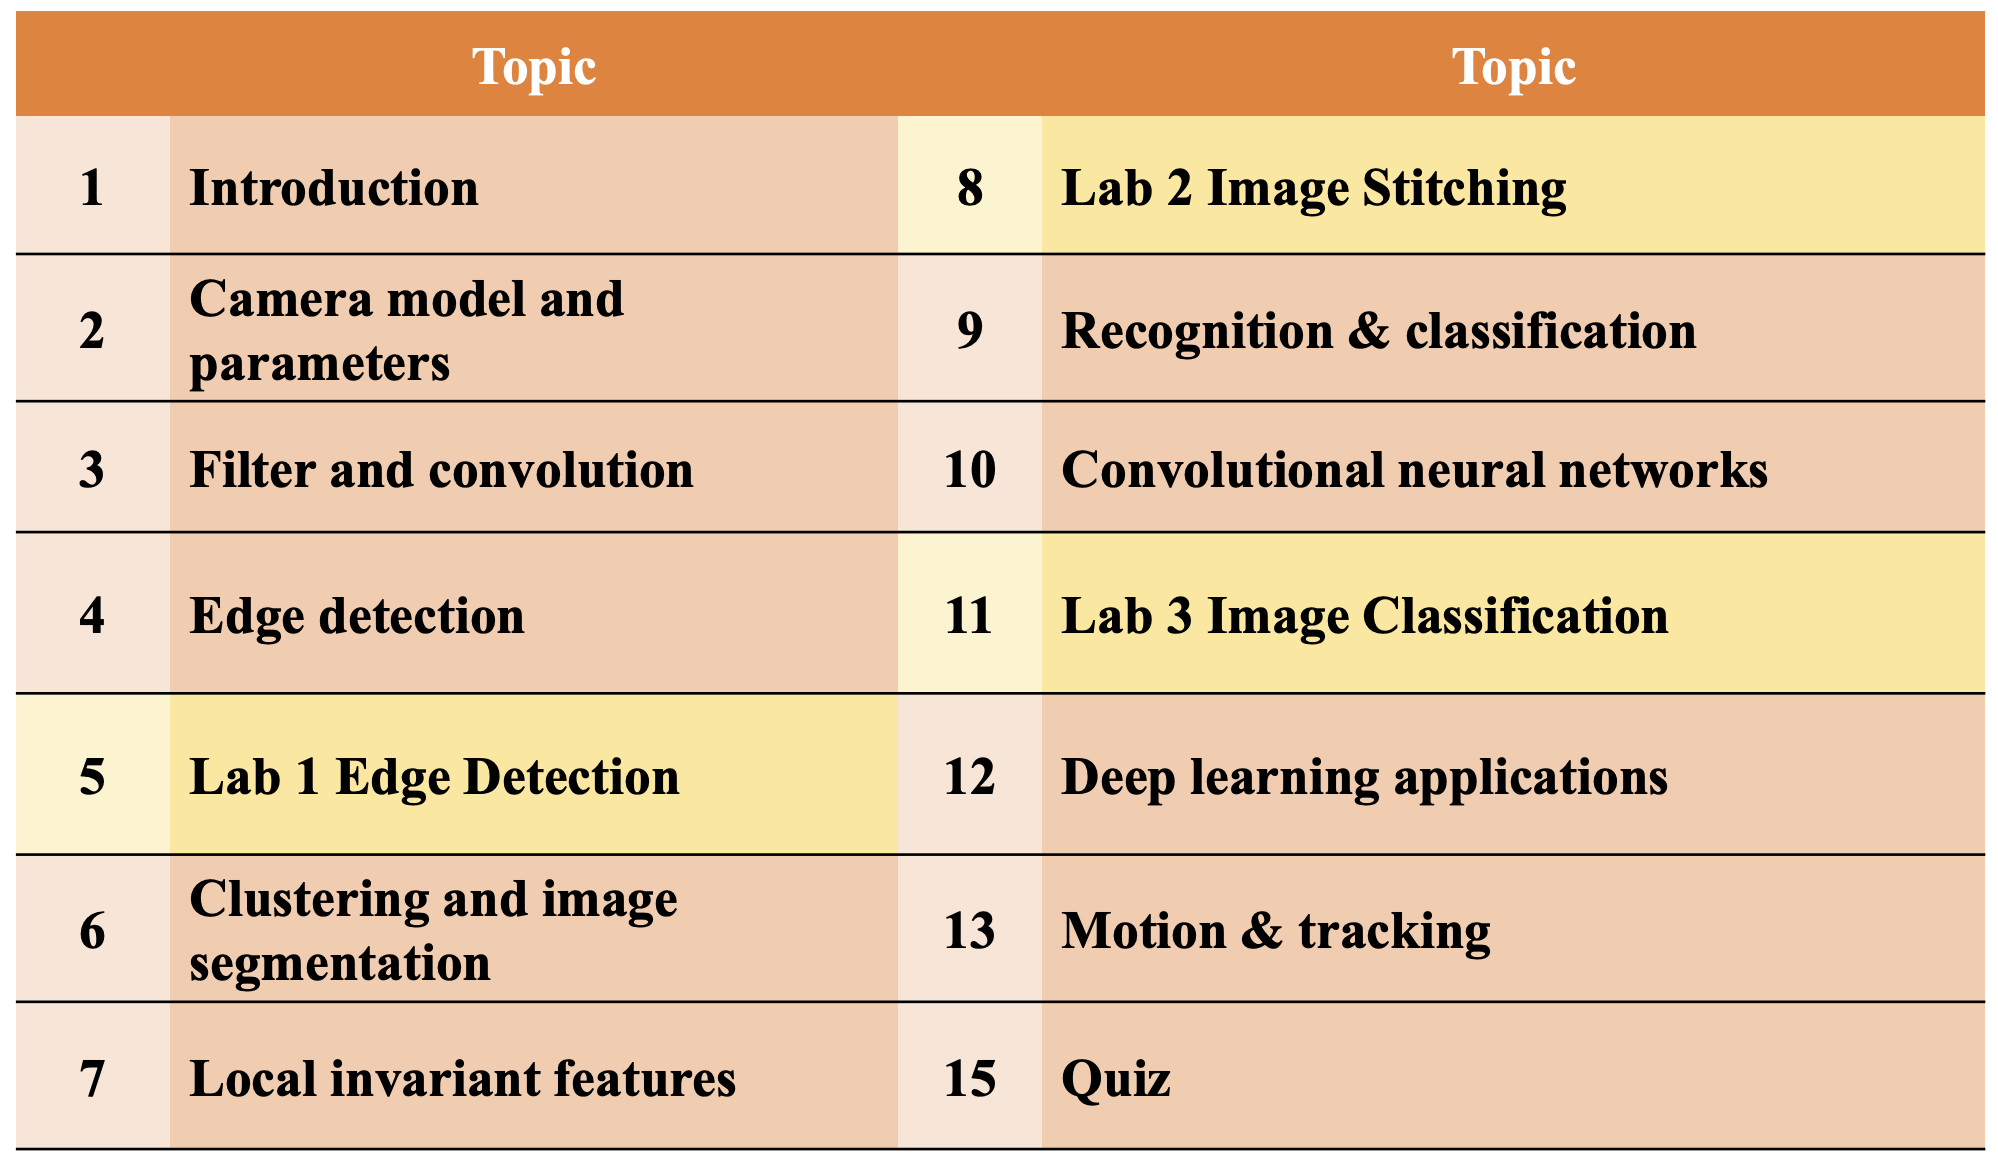 Topic Topic
1 Introduction 8 Lab 2 Image Stitching
2 Camera model and
parameters 9 Recognition & classification
3 Filter and convolution 10 Convolutional neural networks
4 Edge detection 11 Lab 3 Image Classification
5 Lab 1 Edge Detection 12 Deep learning applications
6 Clustering and image
segmentation 13 Motion & tracking
7 Local invariant features 15 Quiz